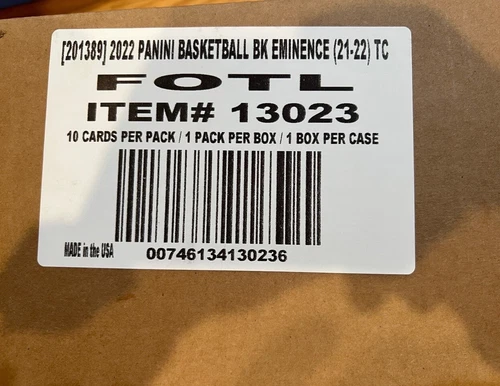 [201389] 2022 PANINI BASKETBALL BK EMINENCE (21-22) TC
FOTL
ITEM# 13023
10 CARDS PER PACK / 1 PACK PER BOX / 1 BOX PER CASE
MADE in the USA
00746134130236